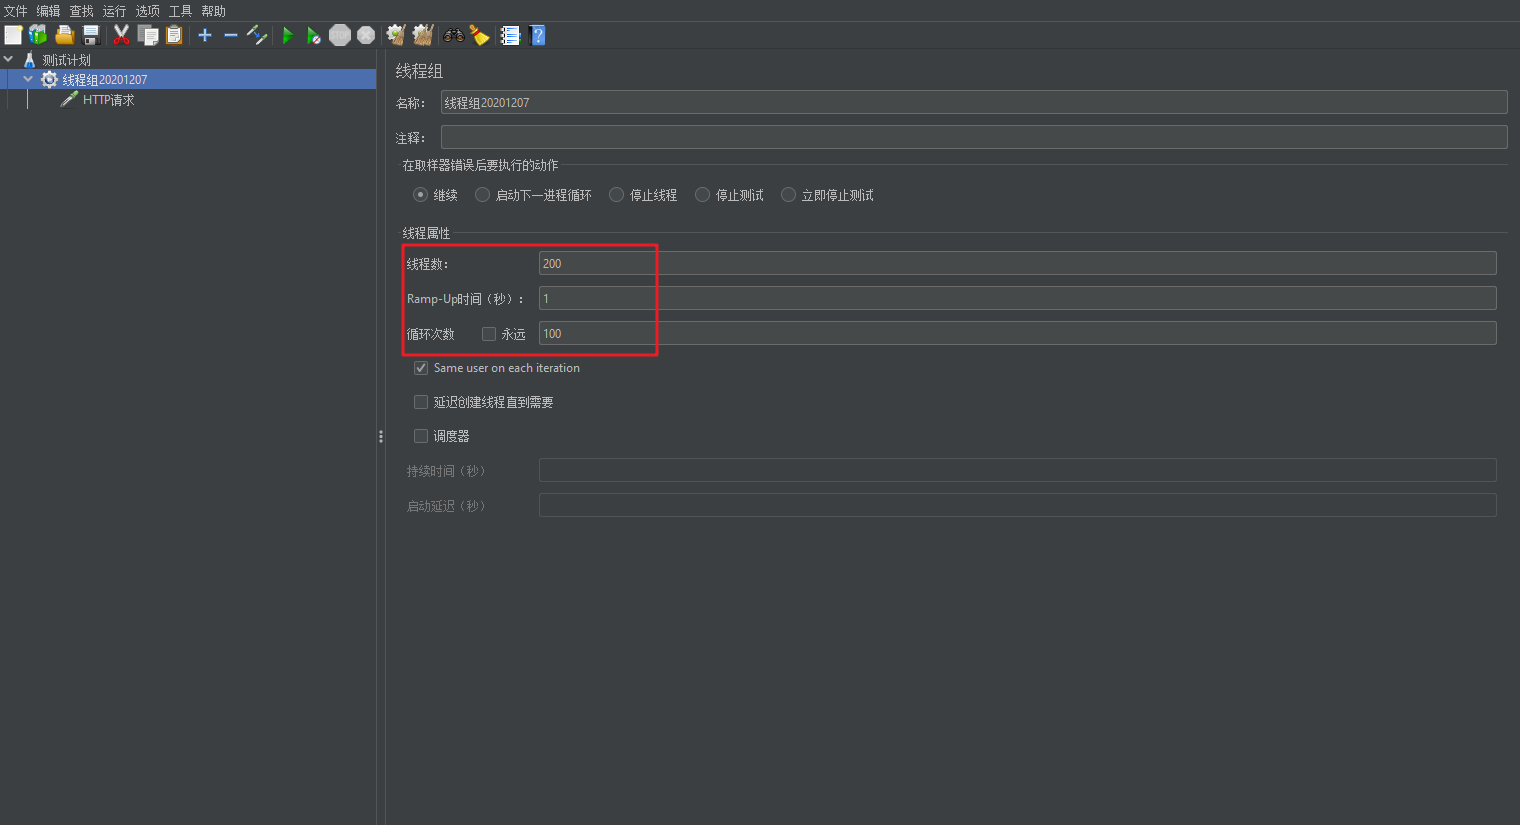 文件 编辑 查找 运行 选项 工具 帮助
测试计划
线程组20201207
HTTP请求
线程组
名称： 线程组20201207
注释：
在取样器错误后要执行的动作
继续 启动下一进程循环 停止线程 停止测试 立即停止测试
线程属性
线程数： 200
Ramp-Up时间（秒）： 1
循环次数 永远 100
Same user on each iteration
延迟创建线程直到需要
调度器
持续时间（秒）
启动延迟（秒）